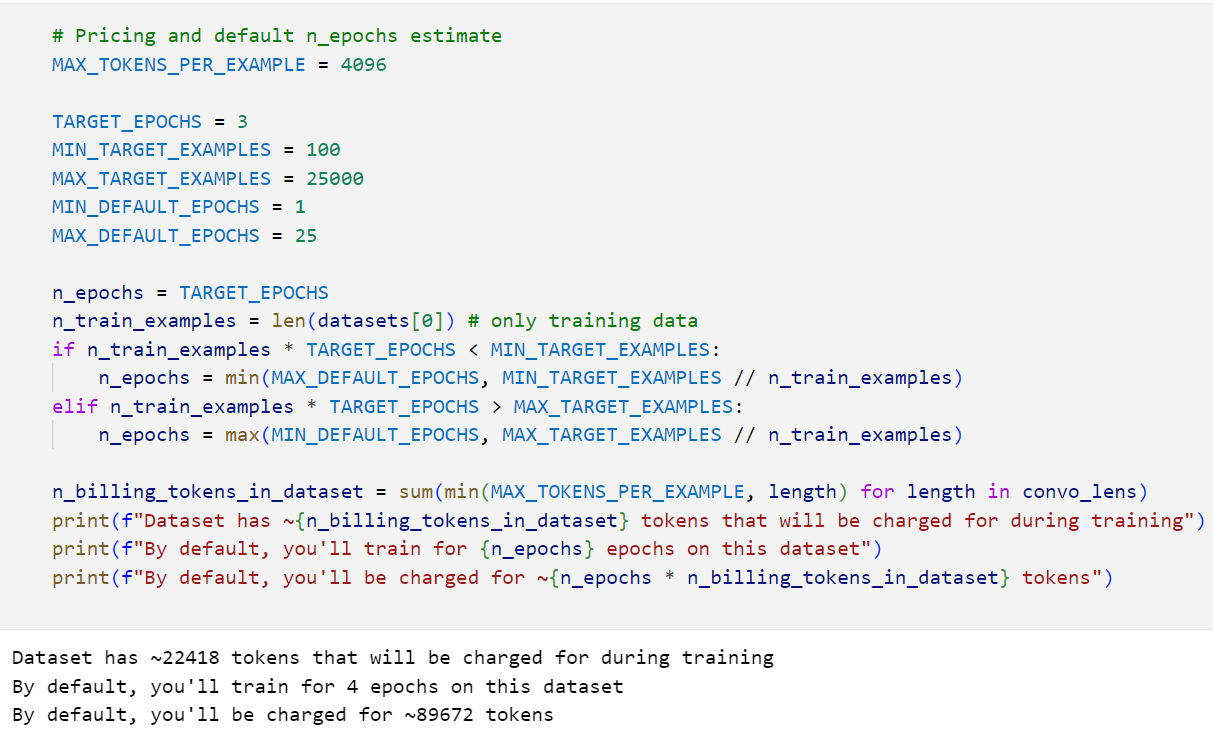 # Pricing and default n_epochs estimate
MAX_TOKENS_PER_EXAMPLE = 4096
TARGET_EPOCHS = 3
MIN_TARGET_EXAMPLES = 100
MAX_TARGET_EXAMPLES = 25000
MIN_DEFAULT_EPOCHS = 1
MAX_DEFAULT_EPOCHS = 25
n_epochs = TARGET_EPOCHS
n_train_examples = len(datasets[0]) # only training data
if n_train_examples * TARGET_EPOCHS < MIN_TARGET_EXAMPLES:
    n_epochs = min(MAX_DEFAULT_EPOCHS, MIN_TARGET_EXAMPLES // n_train_examples)
elif n_train_examples * TARGET_EPOCHS > MAX_TARGET_EXAMPLES:
    n_epochs = max(MIN_DEFAULT_EPOCHS, MAX_TARGET_EXAMPLES // n_train_examples)
n_billing_tokens_in_dataset = sum(min(MAX_TOKENS_PER_EXAMPLE, length) for length in convo_lens)
print(f"Dataset has ~{n_billing_tokens_in_dataset} tokens that will be charged for during training")
print(f"By default, you'll train for {n_epochs} epochs on this dataset")
print(f"By default, you'll be charged for ~{n_epochs * n_billing_tokens_in_dataset} tokens")
Dataset has ~22418 tokens that will be charged for during training
By default, you'll train for 4 epochs on this dataset
By default, you'll be charged for ~89672 tokens